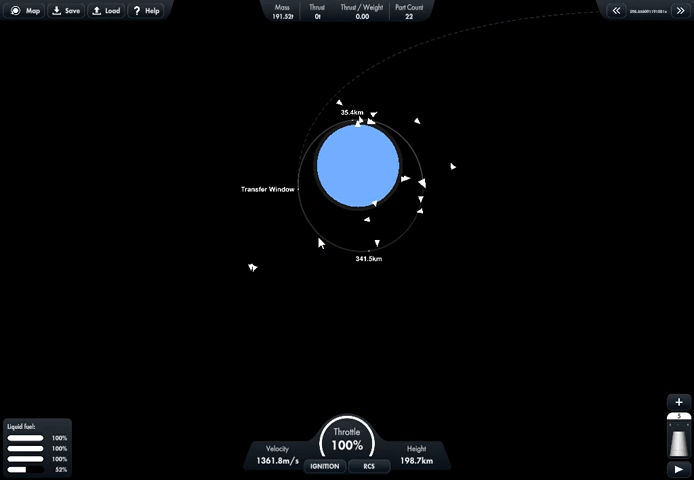 Map
Save
Load
Help
Mass
191.52t
Thrust
0t
Thrust / Weight
0.00
Part Count
22
35.4km
Transfer Window
341.5km
Liquid fuel:
100%
100%
100%
52%
Throttle
100%
Velocity
1361.8m/s
Height
198.7km
IGNITION
RCS
5